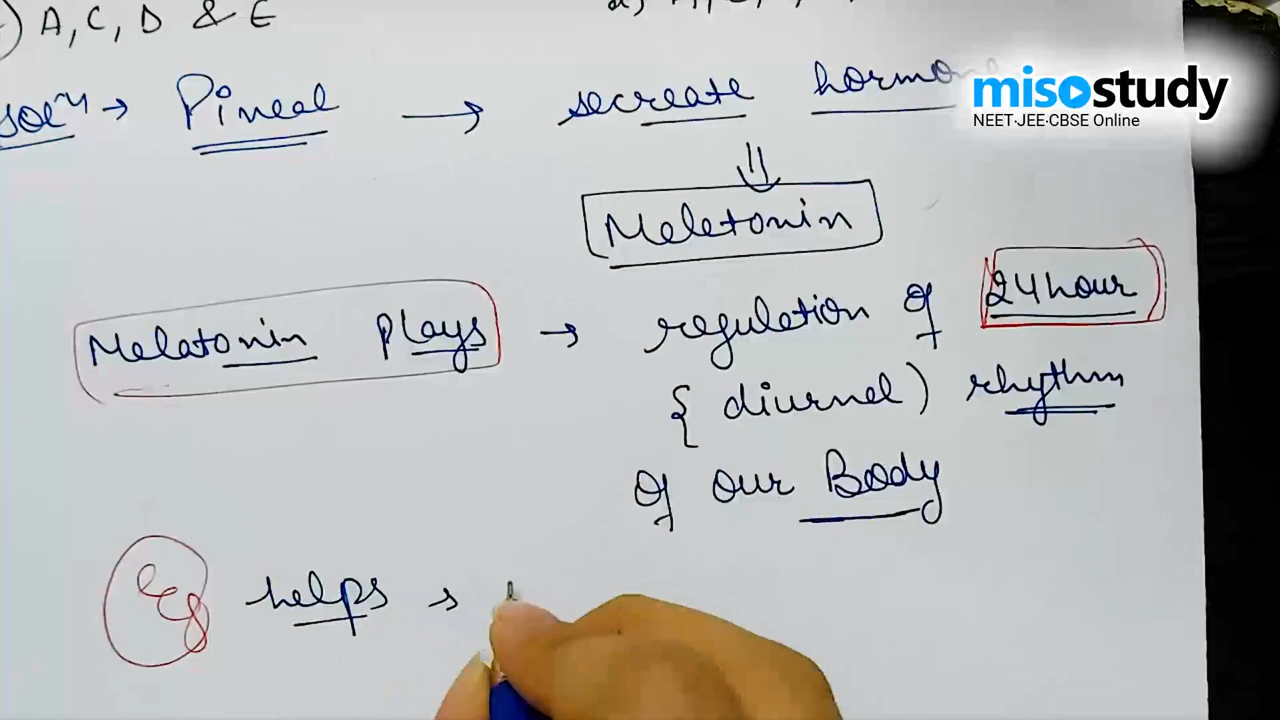 A, C, D & E
solⁿ → Pineal → secreate hormon
misostudy
NEET·JEE·CBSE Online
Meletonin
Melatonin Plays → regulation of 24 hour
{ diurnel) rhythm
of our Body
Eg helps →